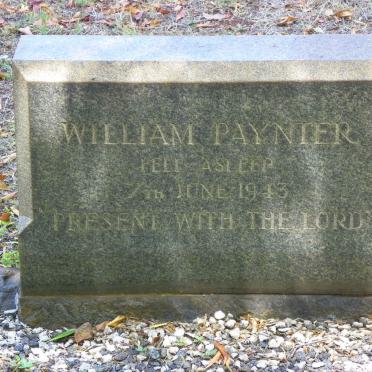 WILLIAM PAYNTER
FELL ASLEEP
7TH JUNE 1943
"PRESENT WITH THE LORD